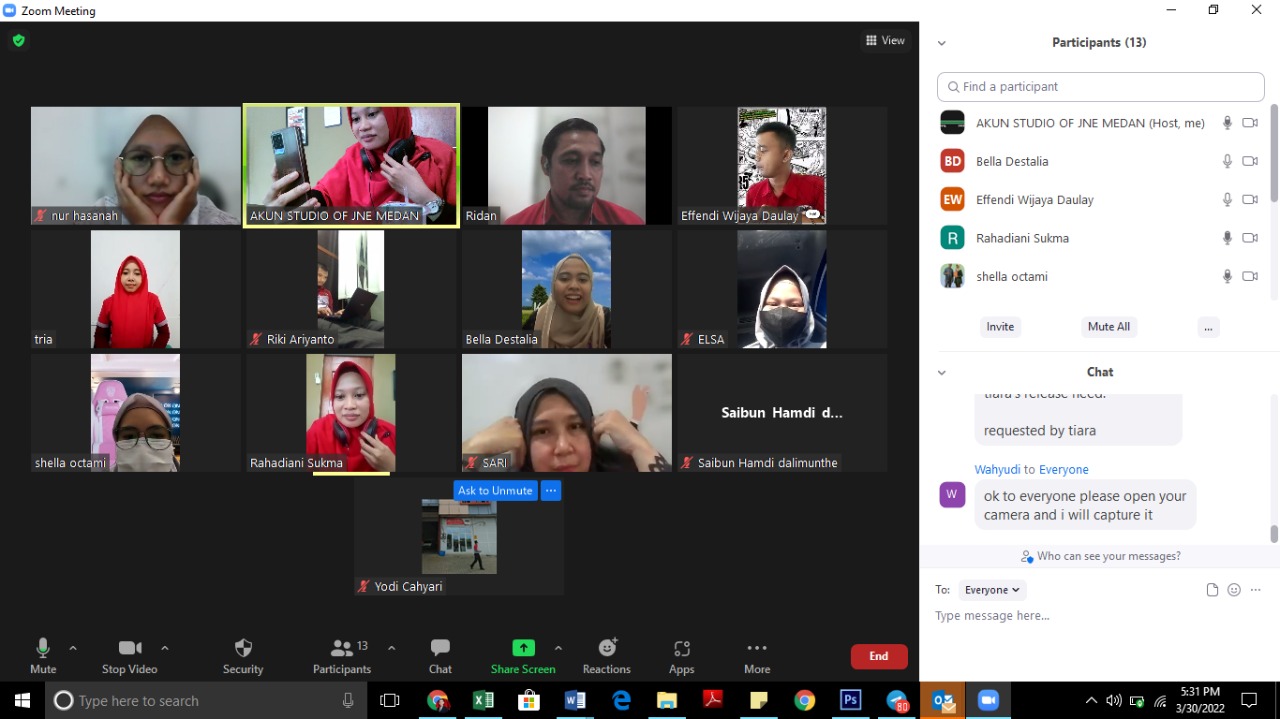 Zoom Meeting
View
nur hasanah
AKUN STUDIO OF JNE MEDAN
Ridan
Effendi Wijaya Daulay
tria
Riki Ariyanto
Bella Destalia
ELSA
shella octami
Rahadiani Sukma
SARI
Saibun Hamdi d...
Saibun Hamdi dalimunthe
Ask to Unmute
...
Yodi Cahyari
Mute
Stop Video
Security
13
Participants
Chat
Share Screen
Reactions
Apps
More
End
Participants (13)
Find a participant
AKUN STUDIO OF JNE MEDAN (Host, me)
BD Bella Destalia
EW Effendi Wijaya Daulay
R Rahadiani Sukma
shella octami
Invite
Mute All
...
Chat
tiara's release need.
requested by tiara
Wahyudi to Everyone
W
ok to everyone please open your
camera and i will capture it
Who can see your messages?
To: Everyone
...
Type message here...
Type here to search
Ps
80
5:31 PM
3/30/2022